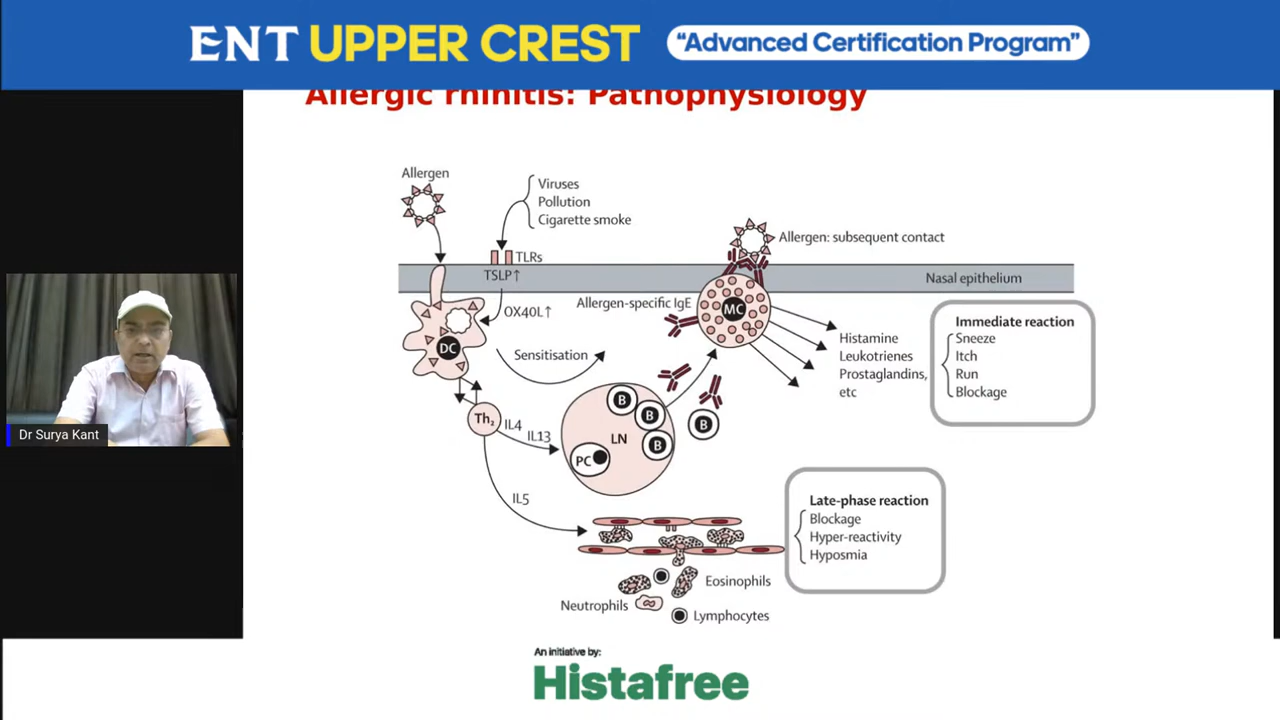 ENT UPPER CREST "Advanced Certification Program"
Allergic rhinitis: Pathophysiology
Allergen
Viruses
Pollution
Cigarette smoke
TLRs
TSLP↑
OX40L↑
Allergen: subsequent contact
Nasal epithelium
Allergen-specific IgE
MC
DC
Sensitisation
Histamine
Leukotrienes
Prostaglandins,
etc
Immediate reaction
Sneeze
Itch
Run
Blockage
Th₂
IL4
IL13
B
B
B
B
LN
PC
IL5
Late-phase reaction
Blockage
Hyper-reactivity
Hyposmia
Eosinophils
Neutrophils
Lymphocytes
Dr Surya Kant
An initiative by:
Histafree